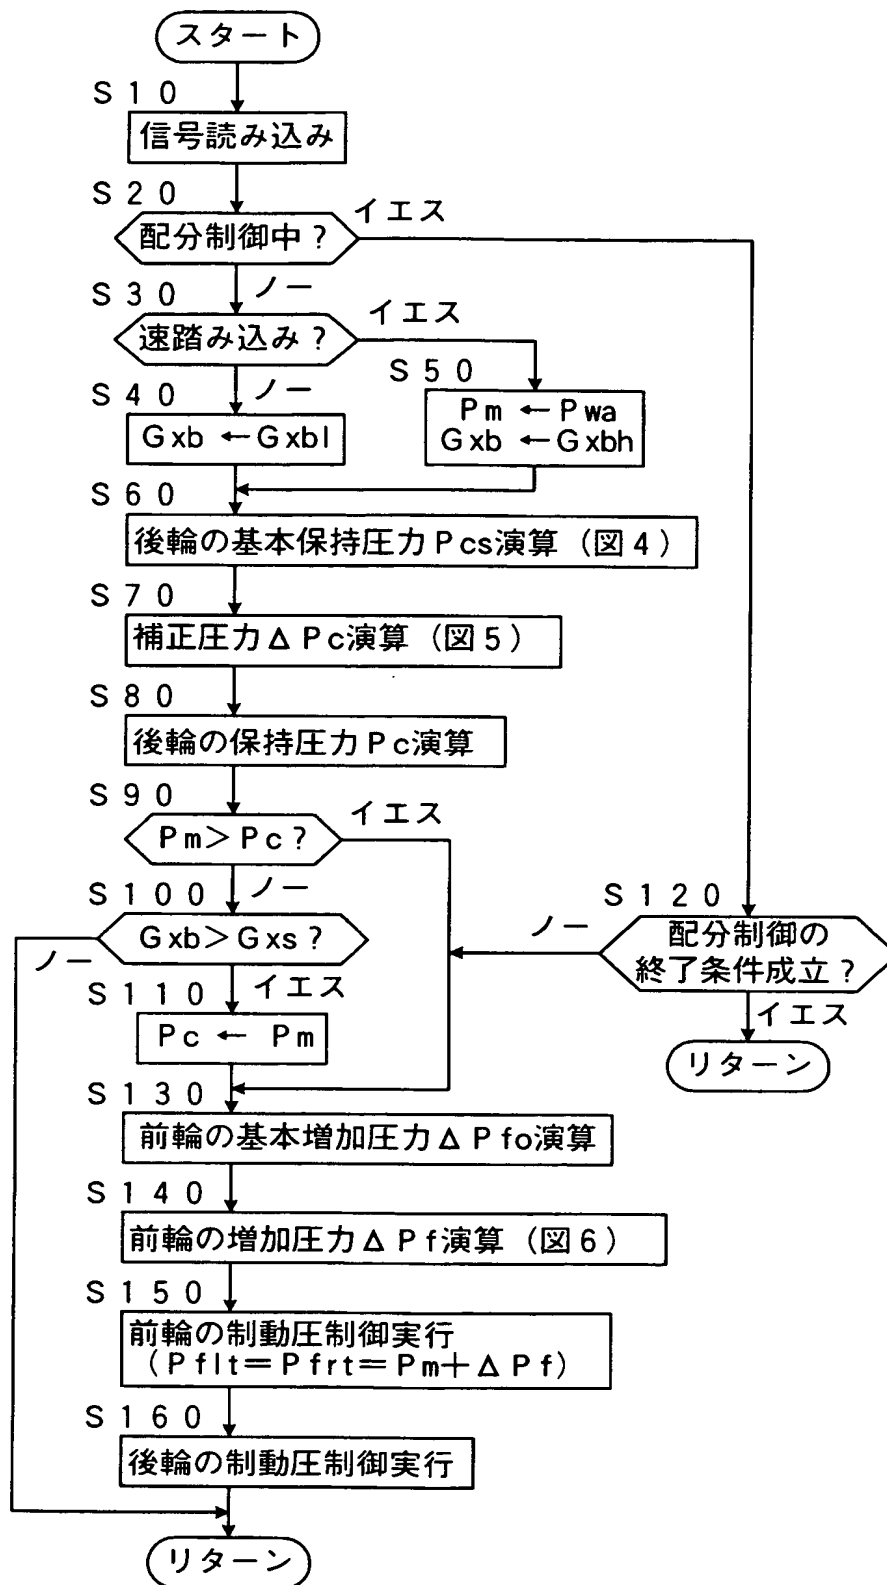 スタート
S10
信号読み込み
S20
配分制御中?
イエス
ノー
S30
速踏み込み?
イエス
ノー
S40
Gxb ← Gxbl
S50
Pm ← Pwa
Gxb ← Gxbh
S60
後輪の基本保持圧力Pcs演算(図4)
S70
補正圧力ΔPc演算(図5)
S80
後輪の保持圧力Pc演算
S90
Pm>Pc?
イエス
ノー
S100
Gxb>Gxs?
ノー
イエス
S110
Pc ← Pm
S120
配分制御の
終了条件成立?
ノー
イエス
リターン
S130
前輪の基本増加圧力ΔPfo演算
S140
前輪の増加圧力ΔPf演算(図6)
S150
前輪の制動圧制御実行
(Pflt=Pfrt=Pm+ΔPf)
S160
後輪の制動圧制御実行
リターン